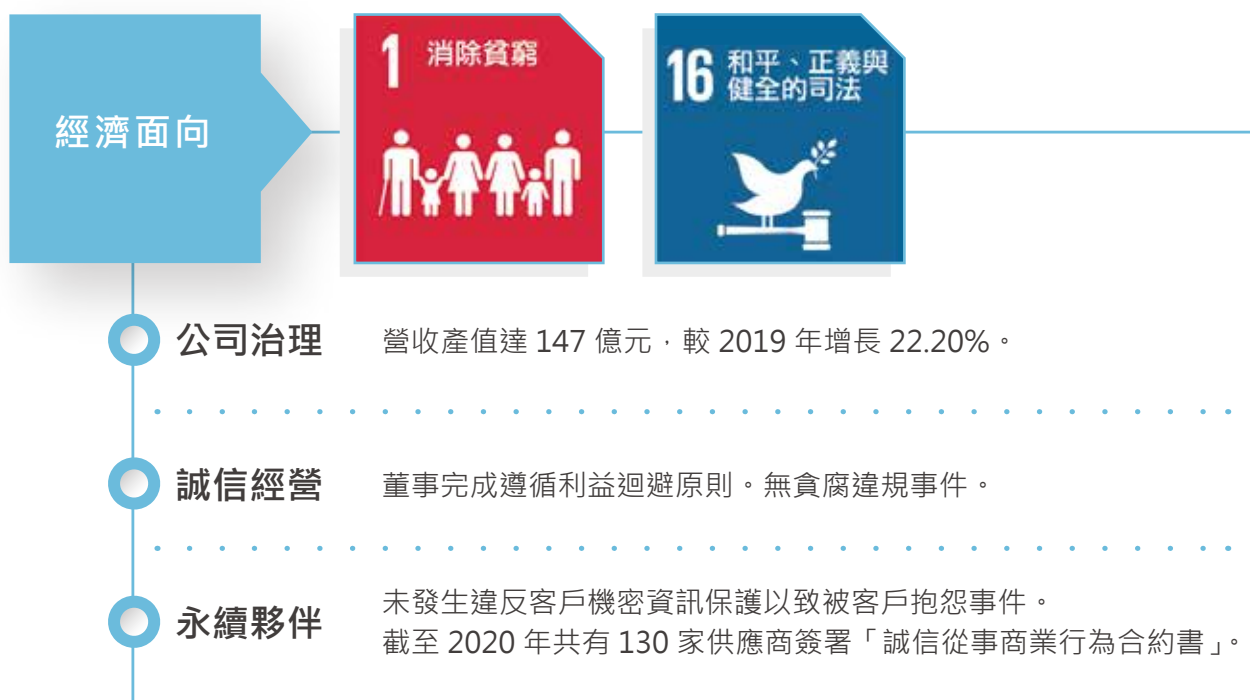 經濟面向
1 消除貧窮
16 和平、正義與
健全的司法
公司治理
營收產值達 147 億元，較 2019 年增長 22.20%。
誠信經營
董事完成遵循利益迴避原則。無貪腐違規事件。
永續夥伴
未發生違反客戶機密資訊保護以致被客戶抱怨事件。
截至 2020 年共有 130 家供應商簽署「誠信從事商業行為合約書」。